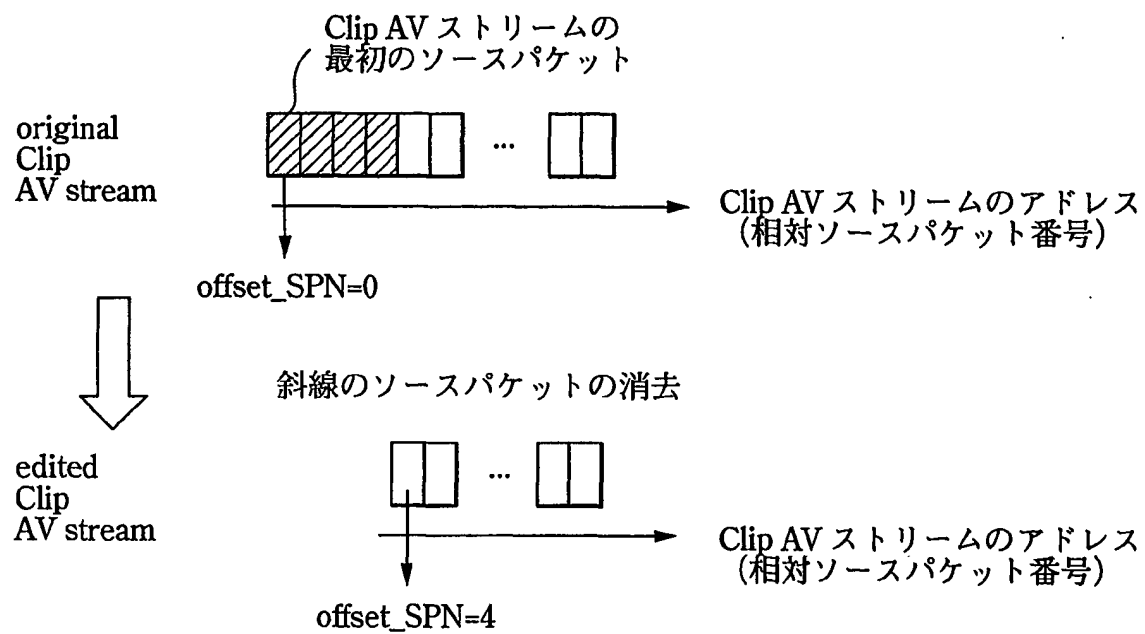 Clip AV ストリームの
最初のソースパケット
original
Clip
AV stream
...
Clip AV ストリームのアドレス
（相対ソースパケット番号）
offset_SPN=0
斜線のソースパケットの消去
edited
Clip
AV stream
...
Clip AV ストリームのアドレス
（相対ソースパケット番号）
offset_SPN=4